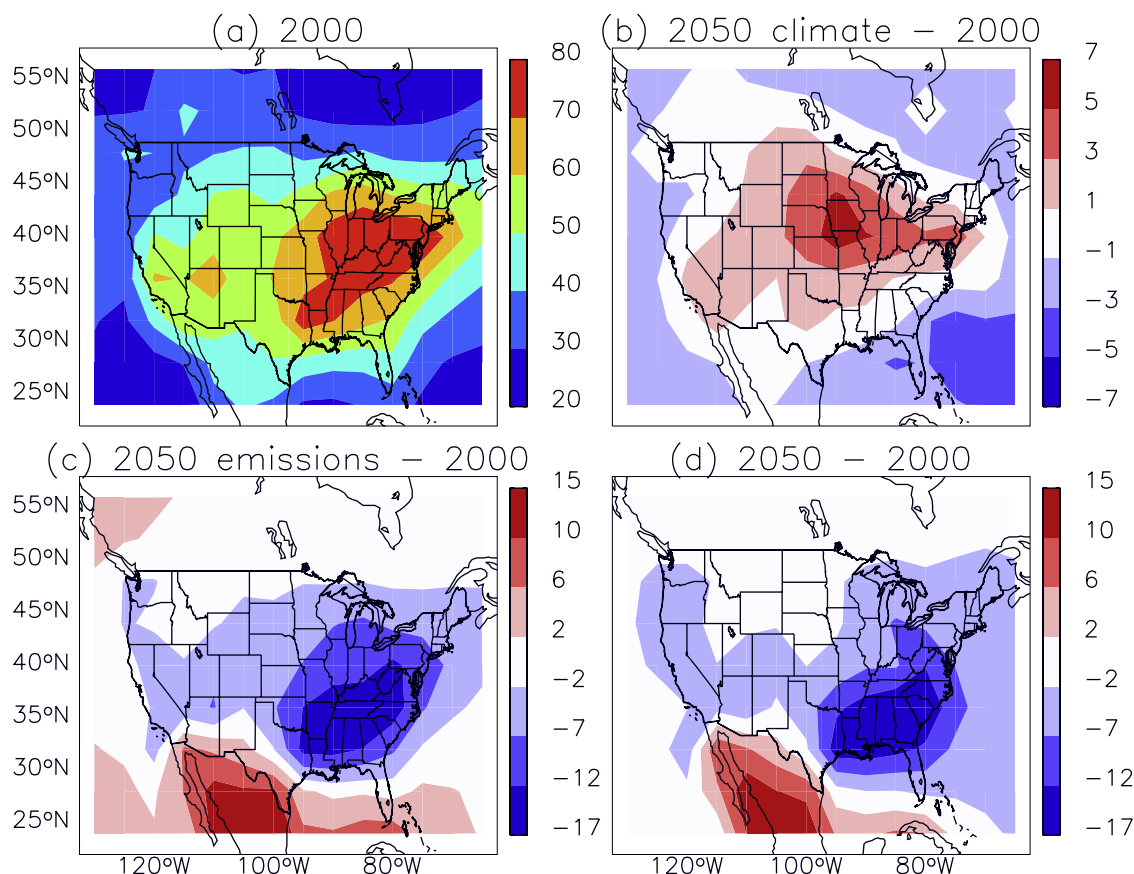 (a) 2000
(b) 2050 climate − 2000
55°N
50°N
45°N
40°N
35°N
30°N
25°N
80
70
60
50
40
30
20
7
5
3
1
−1
−3
−5
−7
(c) 2050 emissions − 2000
(d) 2050 − 2000
55°N
50°N
45°N
40°N
35°N
30°N
25°N
15
10
6
2
−2
−7
−12
−17
15
10
6
2
−2
−7
−12
−17
120°W 100°W 80°W
120°W 100°W 80°W